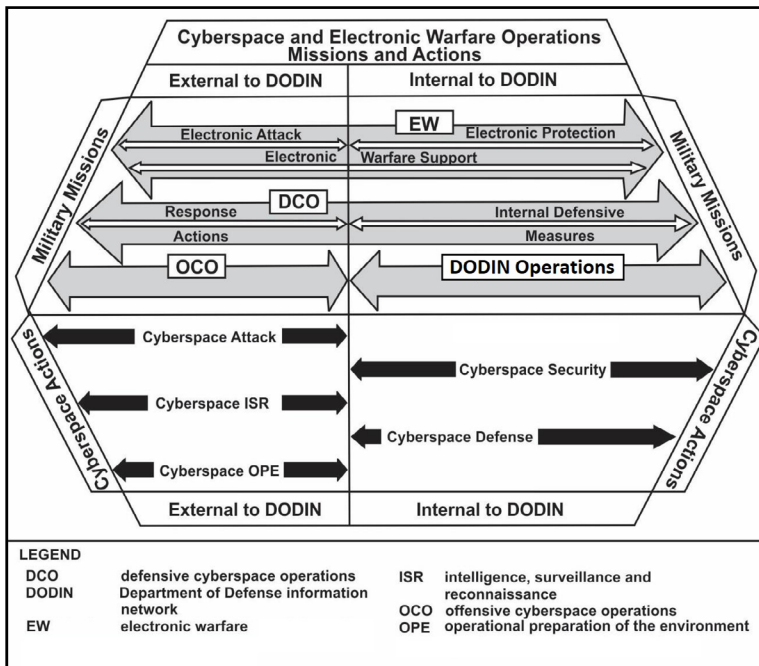 Cyberspace and Electronic Warfare Operations
Missions and Actions
External to DODIN
Internal to DODIN
Military Missions
Military Missions
EW
Electronic Attack
Electronic Protection
Electronic Warfare Support
DCO
Response
Internal Defensive
Actions
Measures
OCO
DODIN Operations
Cyberspace Actions
Cyberspace Actions
Cyberspace Attack
Cyberspace Security
Cyberspace ISR
Cyberspace Defense
Cyberspace OPE
External to DODIN
Internal to DODIN
LEGEND
DCO defensive cyberspace operations
DODIN Department of Defense information
network
EW electronic warfare
ISR intelligence, surveillance and
reconnaissance
OCO offensive cyberspace operations
OPE operational preparation of the environment